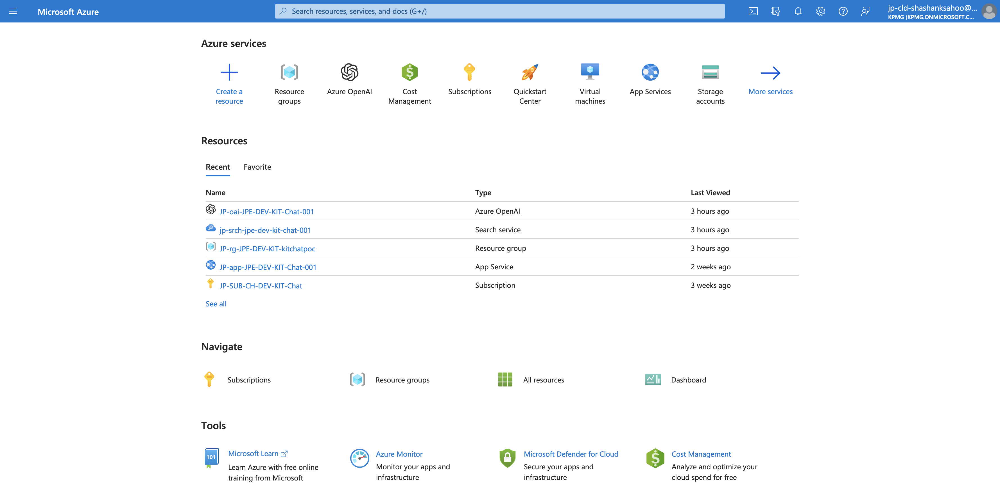 Microsoft Azure
Search resources, services, and docs (G+/)
jp-cld-shashanksahoo@...
KPMG (KPMG.ONMICROSOFT.C...
Azure services
Create a
resource
Resource
groups
Azure OpenAI
Cost
Management
Subscriptions
Quickstart
Center
Virtual
machines
App Services
Storage
accounts
More services
Resources
Recent
Favorite
Name
Type
Last Viewed
JP-oai-JPE-DEV-KIT-Chat-001
Azure OpenAI
3 hours ago
jp-srch-jpe-dev-kit-chat-001
Search service
3 hours ago
JP-rg-JPE-DEV-KIT-kitchatpoc
Resource group
3 hours ago
JP-app-JPE-DEV-KIT-Chat-001
App Service
2 weeks ago
JP-SUB-CH-DEV-KIT-Chat
Subscription
3 weeks ago
See all
Navigate
Subscriptions
Resource groups
All resources
Dashboard
Tools
101
Microsoft Learn
Learn Azure with free online
training from Microsoft
Azure Monitor
Monitor your apps and
infrastructure
Microsoft Defender for Cloud
Secure your apps and
infrastructure
Cost Management
Analyze and optimize your
cloud spend for free